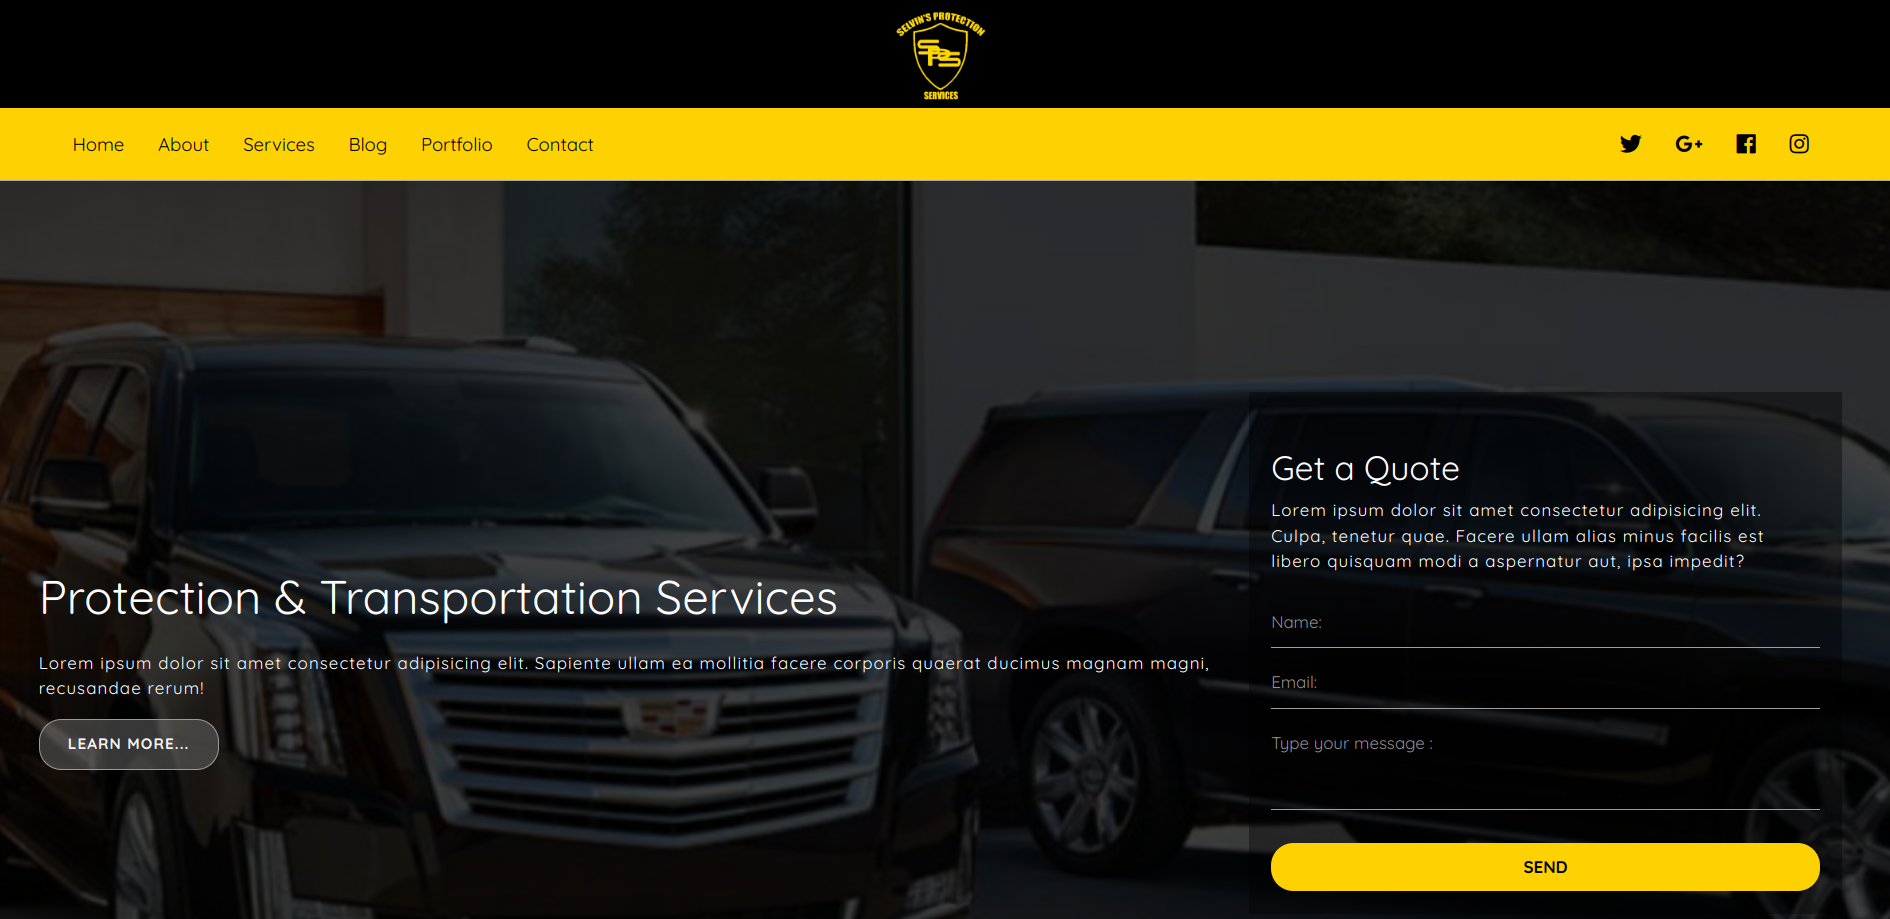 SELVIN'S PROTECTION
SPS
SERVICES
Home About Services Blog Portfolio Contact
Get a Quote
Lorem ipsum dolor sit amet consectetur adipisicing elit.
Culpa, tenetur quae. Facere ullam alias minus facilis est
libero quisquam modi a aspernatur aut, ipsa impedit?
Protection & Transportation Services
Lorem ipsum dolor sit amet consectetur adipisicing elit. Sapiente ullam ea mollitia facere corporis quaerat ducimus magnam magni,
recusandae rerum!
LEARN MORE...
Name:
Email:
Type your message :
SEND